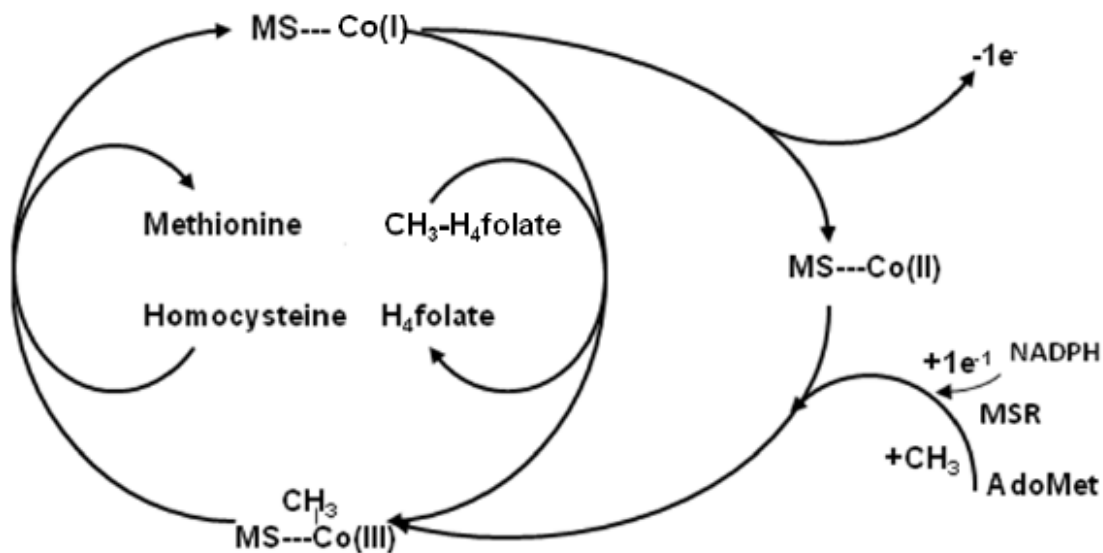 MS--- Co(I)
-1e-
Methionine
CH3-H4folate
MS---Co(II)
Homocysteine
H4folate
+1e-1
NADPH
MSR
+CH3
AdoMet
CH3
MS---Co(III)